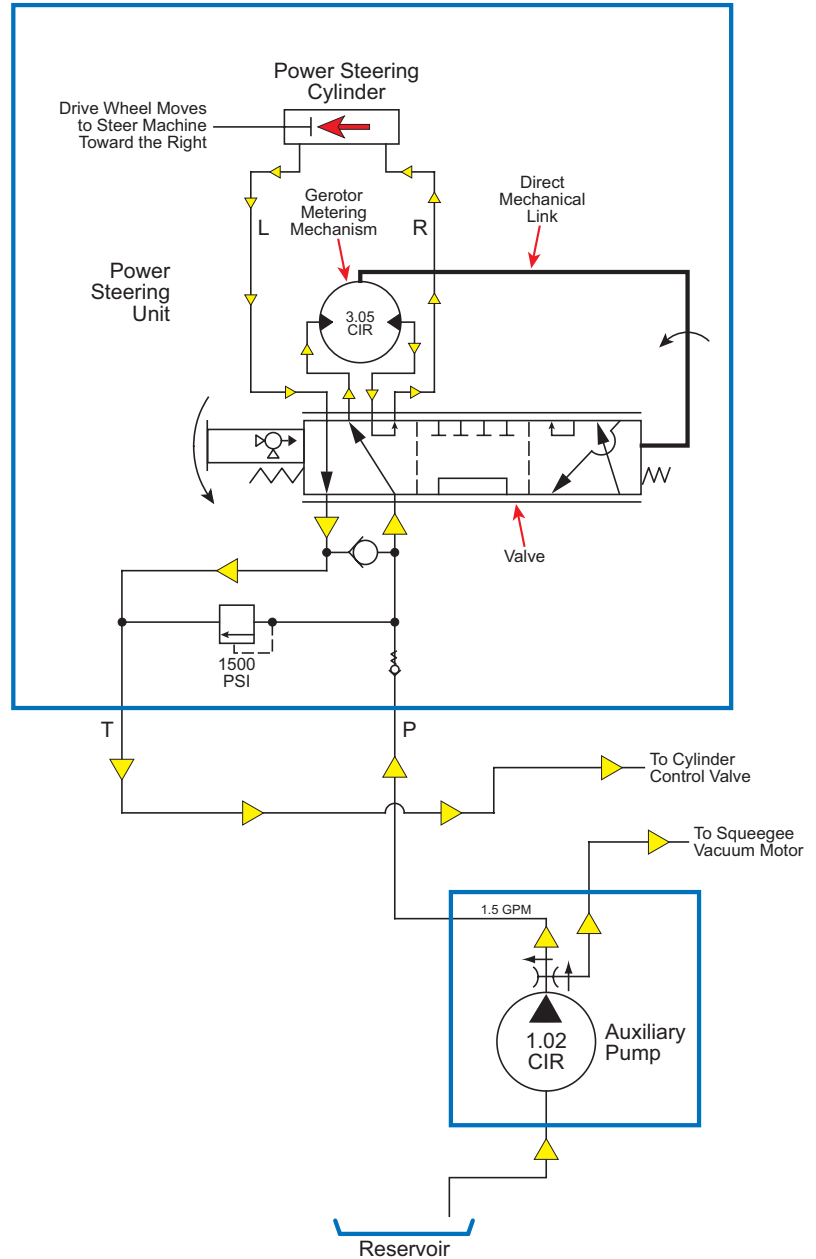 Power Steering
Cylinder
Drive Wheel Moves
to Steer Machine
Toward the Right
Direct
Mechanical
Link
Gerotor
Metering
Mechanism
L
R
Power
Steering
Unit
3.05
CIR
Valve
1500
PSI
T
P
To Cylinder
Control Valve
To Squeegee
Vacuum Motor
1.5 GPM
1.02
CIR
Auxiliary
Pump
Reservoir